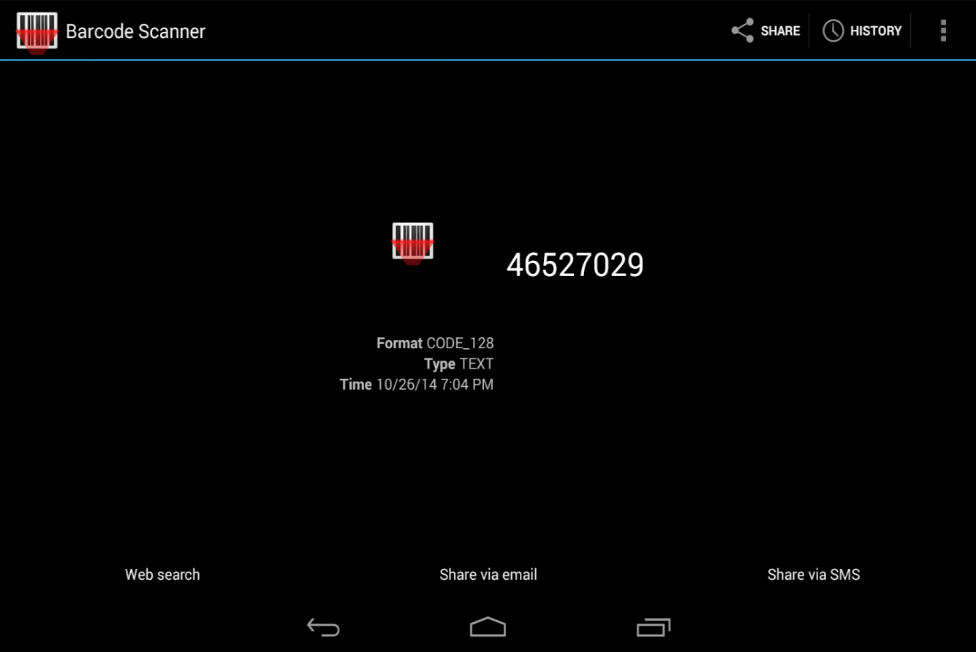 Barcode Scanner
SHARE
HISTORY
46527029
Format CODE_128
Type TEXT
Time 10/26/14 7:04 PM
Web search
Share via email
Share via SMS